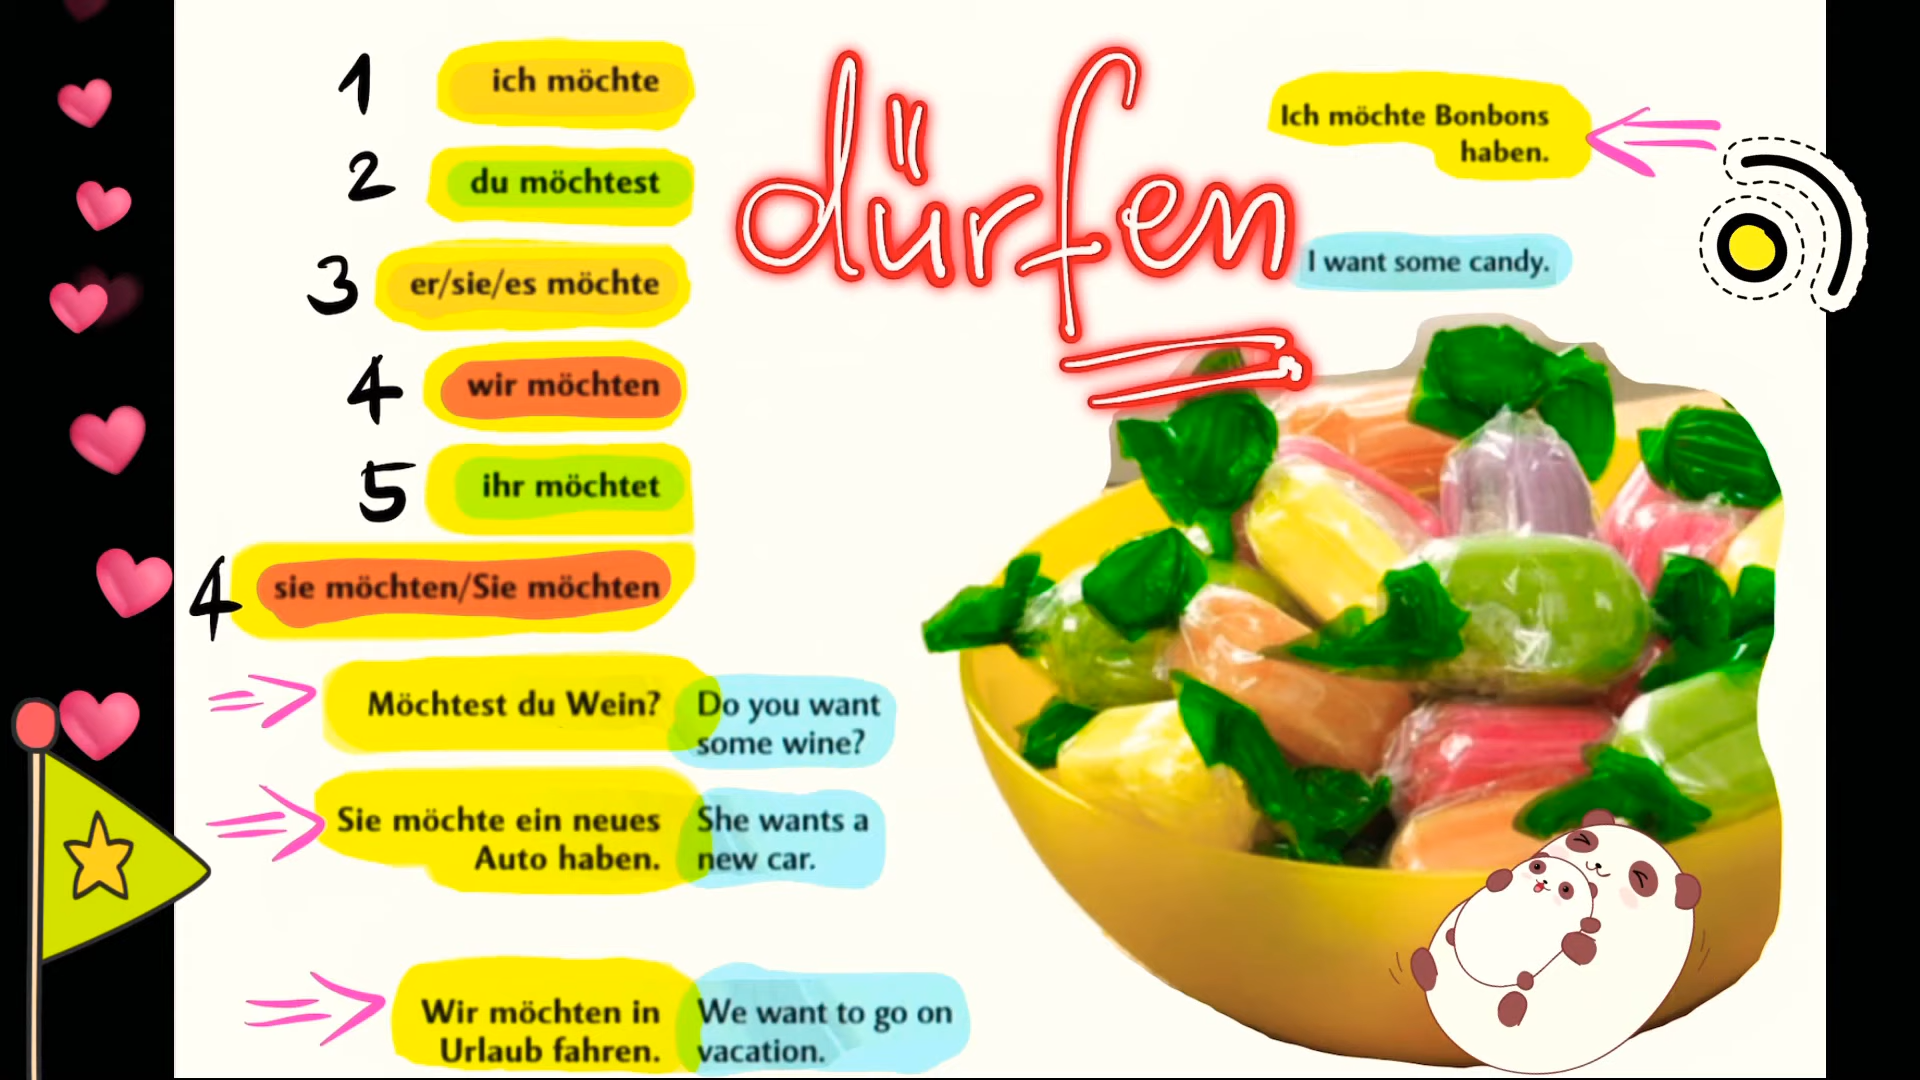 1 ich möchte
2 du möchtest
3 er/sie/es möchte
4 wir möchten
5 ihr möchtet
4 sie möchten/Sie möchten
dürfen
Ich möchte Bonbons
haben.
I want some candy.
Möchtest du Wein? Do you want
some wine?
Sie möchte ein neues She wants a
Auto haben. new car.
Wir möchten in We want to go on
Urlaub fahren. vacation.